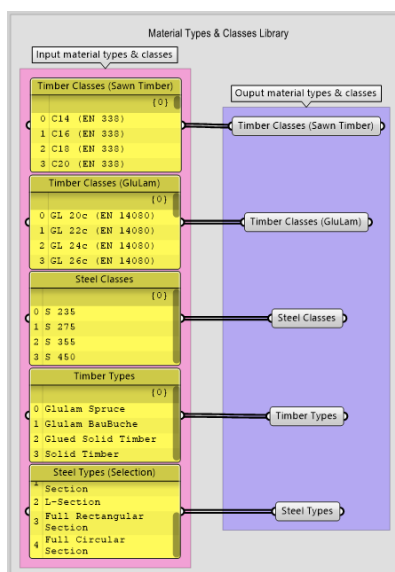 Material Types & Classes Library
Input material types & classes
Ouput material types & classes
Timber Classes (Sawn Timber)
{0}
0 C14 (EN 338)
1 C16 (EN 338)
2 C18 (EN 338)
3 C20 (EN 338)
Timber Classes (Sawn Timber)
Timber Classes (GluLam)
{0}
0 GL 20c (EN 14080)
1 GL 22c (EN 14080)
2 GL 24c (EN 14080)
3 GL 26c (EN 14080)
Timber Classes (GluLam)
Steel Classes
{0}
0 S 235
1 S 275
2 S 355
3 S 450
Steel Classes
Timber Types
{0}
0 Glulam Spruce
1 Glulam BauBuche
2 Glued Solid Timber
3 Solid Timber
Timber Types
Steel Types (Selection)
Section
2 L-Section
3 Full Rectangular
Section
4 Full Circular
Section
Steel Types